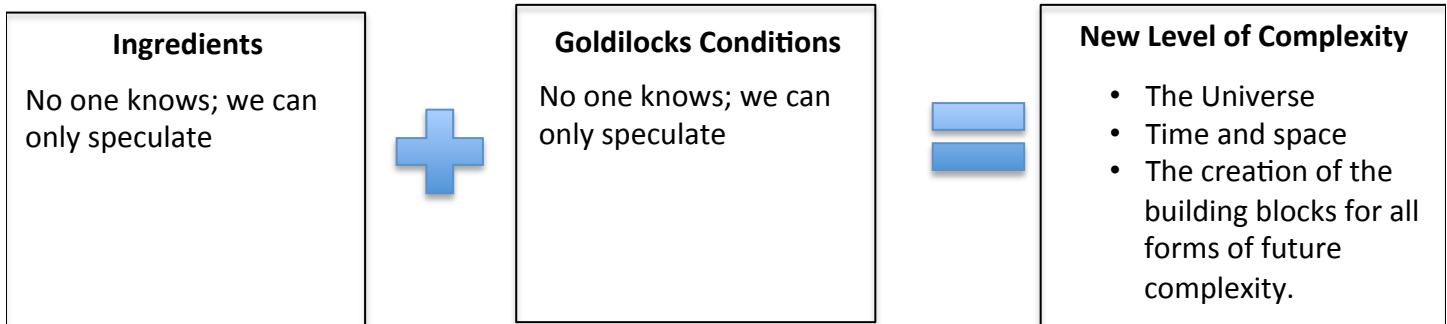 Ingredients
No one knows; we can
only speculate
Goldilocks Conditions
No one knows; we can
only speculate
New Level of Complexity
• The Universe
• Time and space
• The creation of the
building blocks for all
forms of future
complexity.